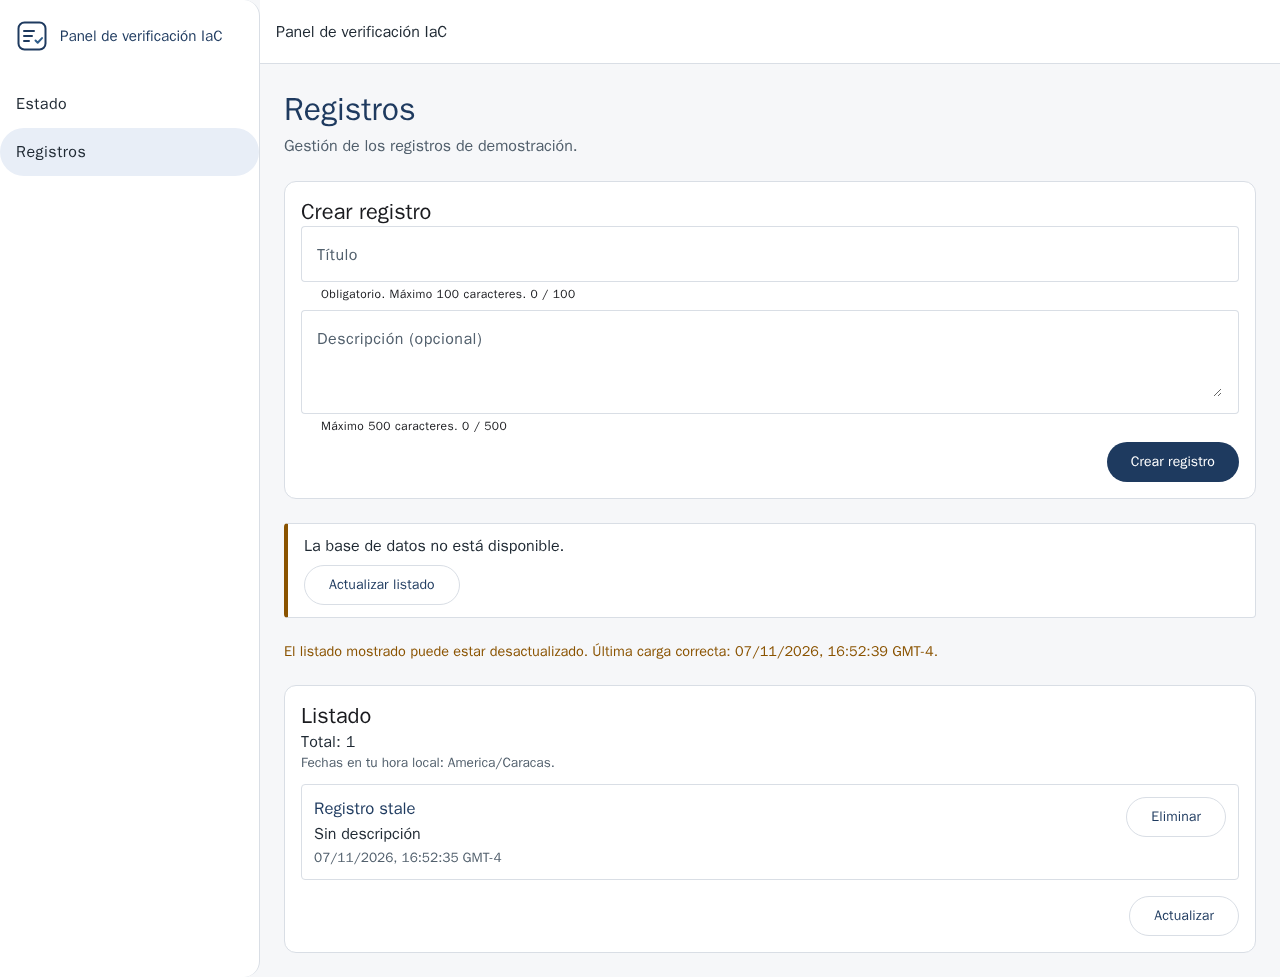 Panel de verificación IaC
Panel de verificación IaC
Estado
Registros
Registros
Gestión de los registros de demostración.
Crear registro
Título
Obligatorio. Máximo 100 caracteres. 0 / 100
Descripción (opcional)
Máximo 500 caracteres. 0 / 500
Crear registro
La base de datos no está disponible.
Actualizar listado
El listado mostrado puede estar desactualizado. Última carga correcta: 07/11/2026, 16:52:39 GMT-4.
Listado
Total: 1
Fechas en tu hora local: America/Caracas.
Registro stale
Eliminar
Sin descripción
07/11/2026, 16:52:35 GMT-4
Actualizar